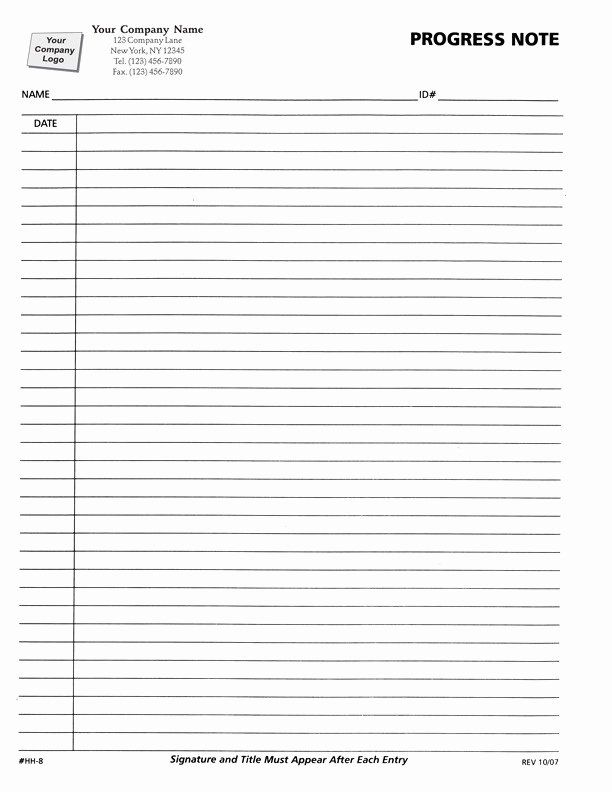 Your
Company
Logo
Your Company Name
123 Company Lane
New York, NY 12345
Tel. (123) 456-7890
Fax. (123) 456-7890
PROGRESS NOTE
NAME ID#
DATE
#HH-8 Signature and Title Must Appear After Each Entry REV 10/07